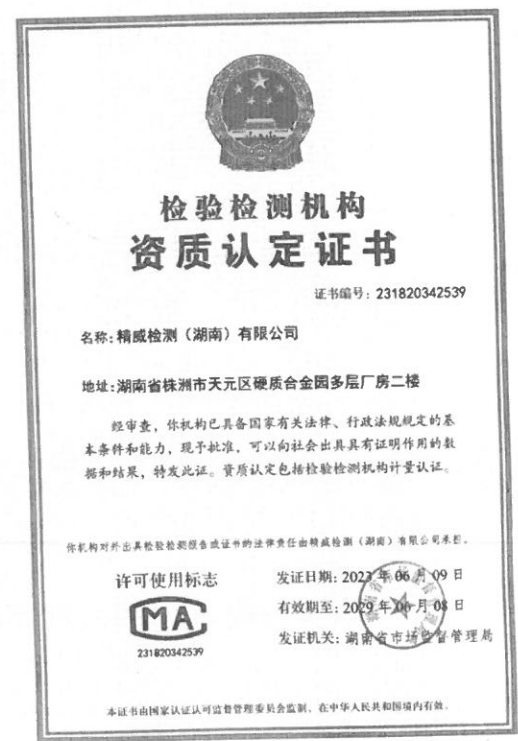 检验检测机构
资质认定证书
证书编号：231820342539
名称：精威检测（湖南）有限公司
地址：湖南省株洲市天元区硬质合金园多层厂房二楼
经审查，你机构已具备国家有关法律、行政法规规定的基
本条件和能力，现予批准，可以向社会出具具有证明作用的数
据和结果，特发此证。资质认定包括检验检测机构计量认证。
你机构对外出具检验检测报告或证书的法律责任由精威检测（湖南）有限公司承担。
许可使用标志
MA
231820342539
发证日期：2023 年 06 月 09 日
有效期至：2029 年 06 月 08 日
发证机关：湖南省市场监督管理局
本证书由国家认证认可监督管理委员会监制，在中华人民共和国境内有效。